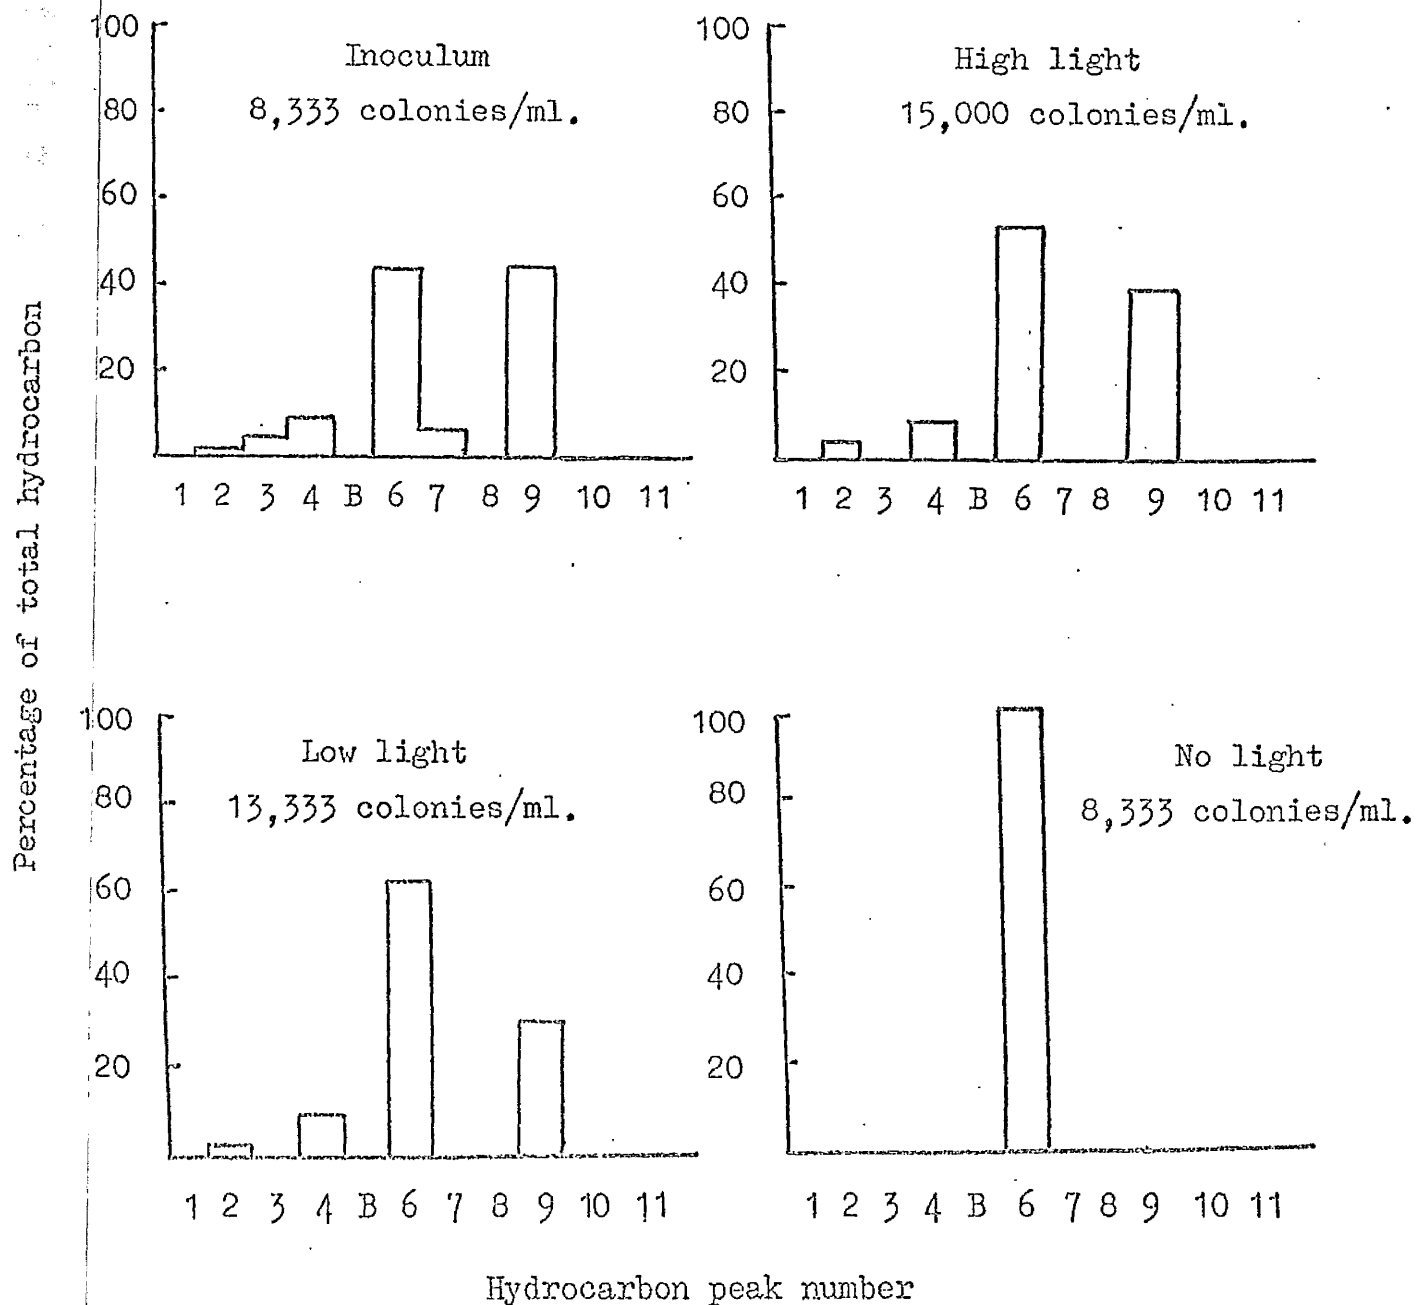 Percentage of total hydrocarbon
Inoculum
8,333 colonies/ml.
100
80
60
40
20
1 2 3 4 B 6 7 8 9 10 11
High light
15,000 colonies/ml.
100
80
60
40
20
1 2 3 4 B 6 7 8 9 10 11
Low light
13,333 colonies/ml.
100
80
60
40
20
1 2 3 4 B 6 7 8 9 10 11
No light
8,333 colonies/ml.
100
80
60
40
20
1 2 3 4 B 6 7 8 9 10 11
Hydrocarbon peak number